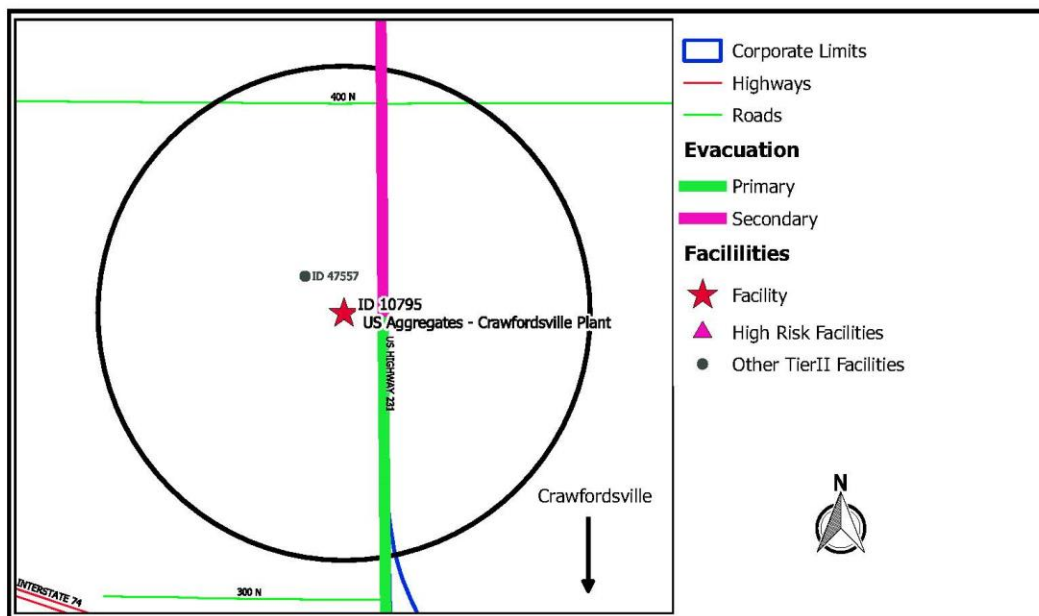 400 N
ID 47557
ID 10795
US Aggregates - Crawfordsville Plant
US HIGHWAY 231
Crawfordsville
INTERSTATE 74
300 N
Corporate Limits
Highways
Roads
Evacuation
Primary
Secondary
Facililities
Facility
High Risk Facilities
Other TierII Facilities
N